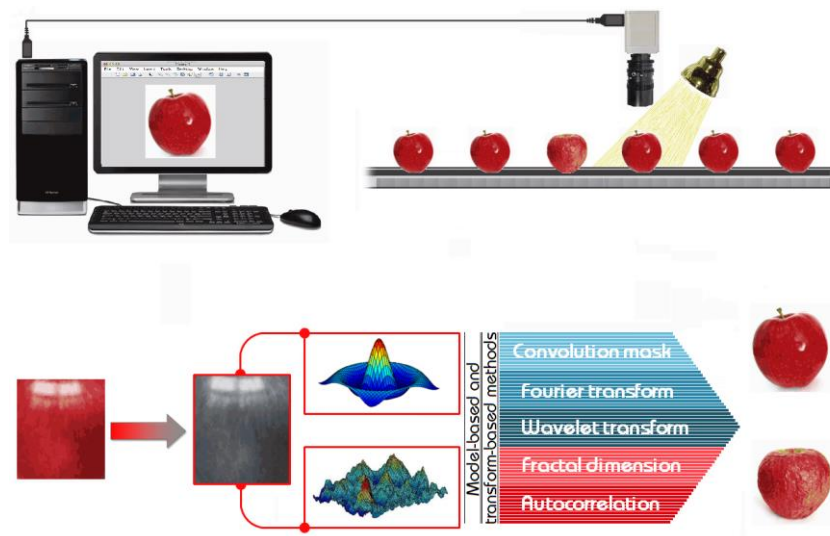 Convolution mask
Fourier transform
Wavelet transform
Fractal dimension
Autocorrelation
Model-based and
transform-based methods